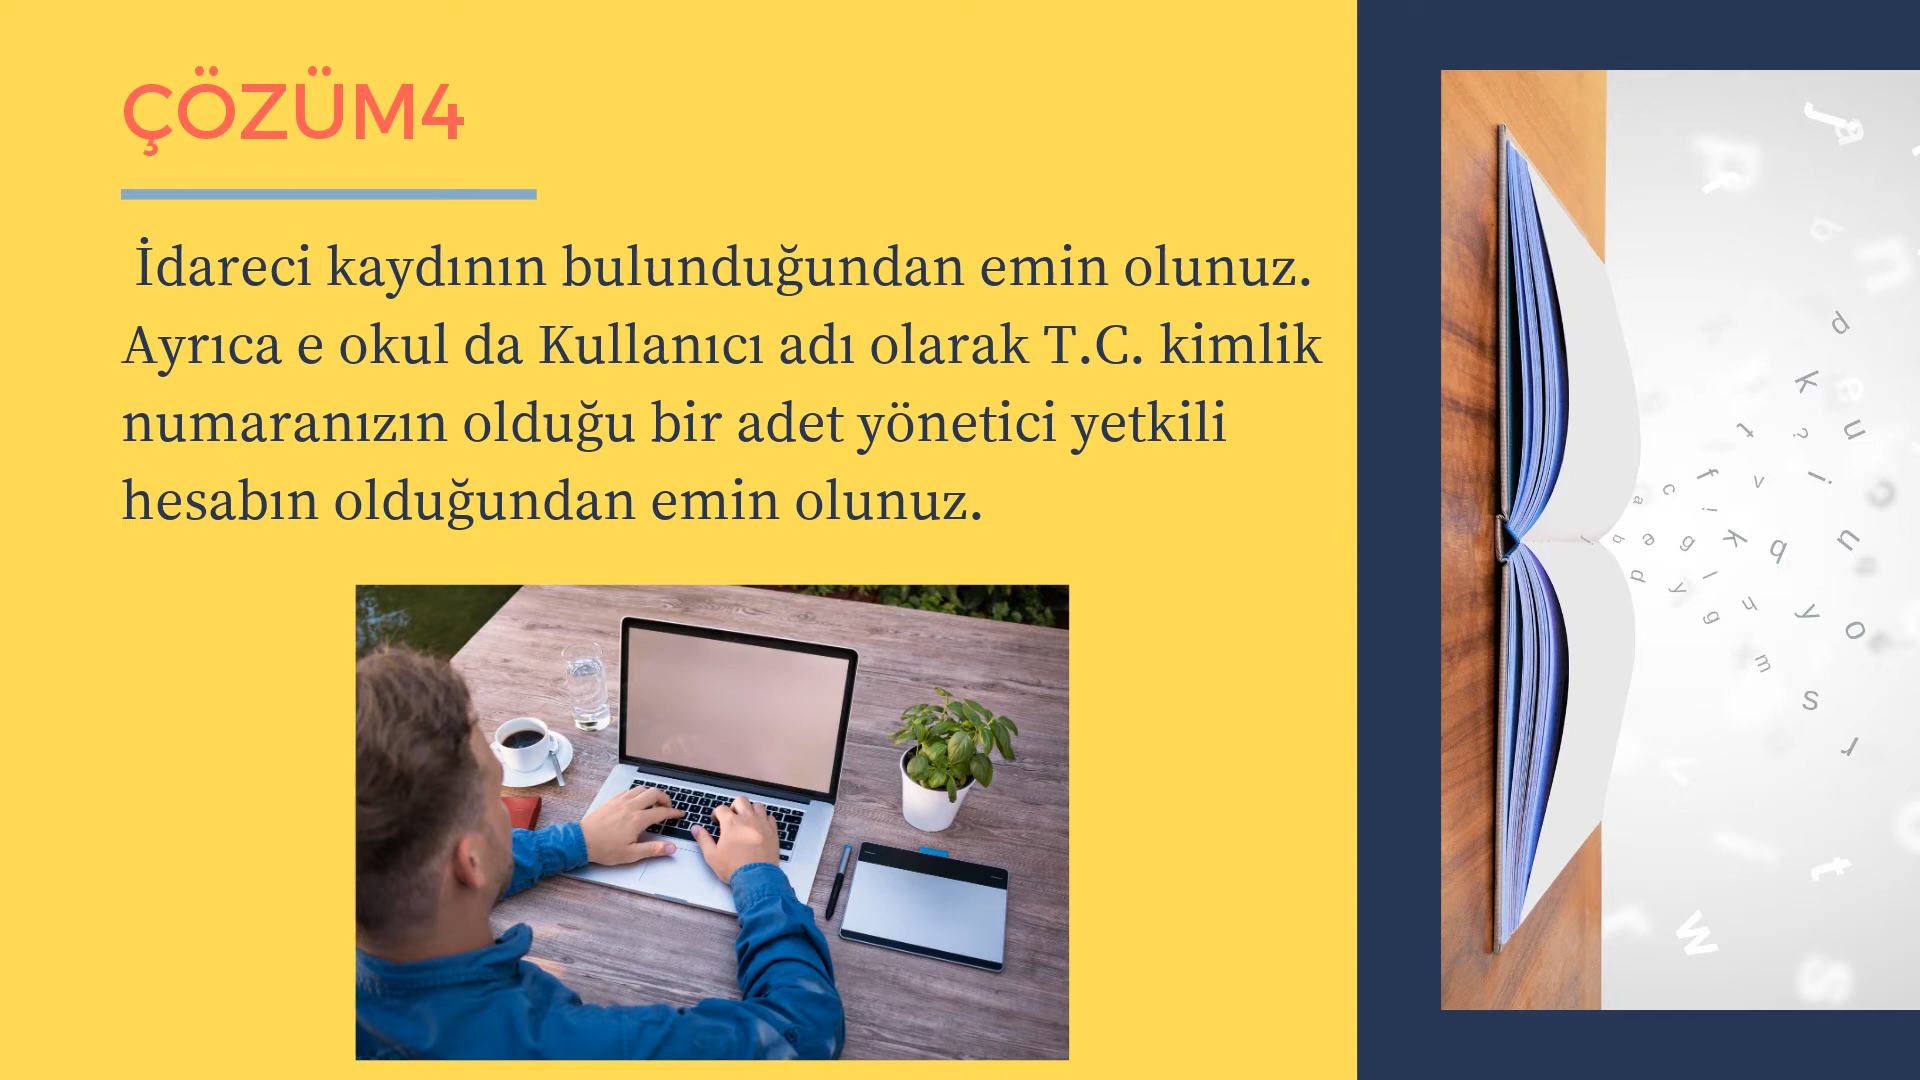 ÇÖZÜM4
İdareci kaydının bulunduğundan emin olunuz.
Ayrıca e okul da Kullanıcı adı olarak T.C. kimlik
numaranızın olduğu bir adet yönetici yetkili
hesabın olduğundan emin olunuz.